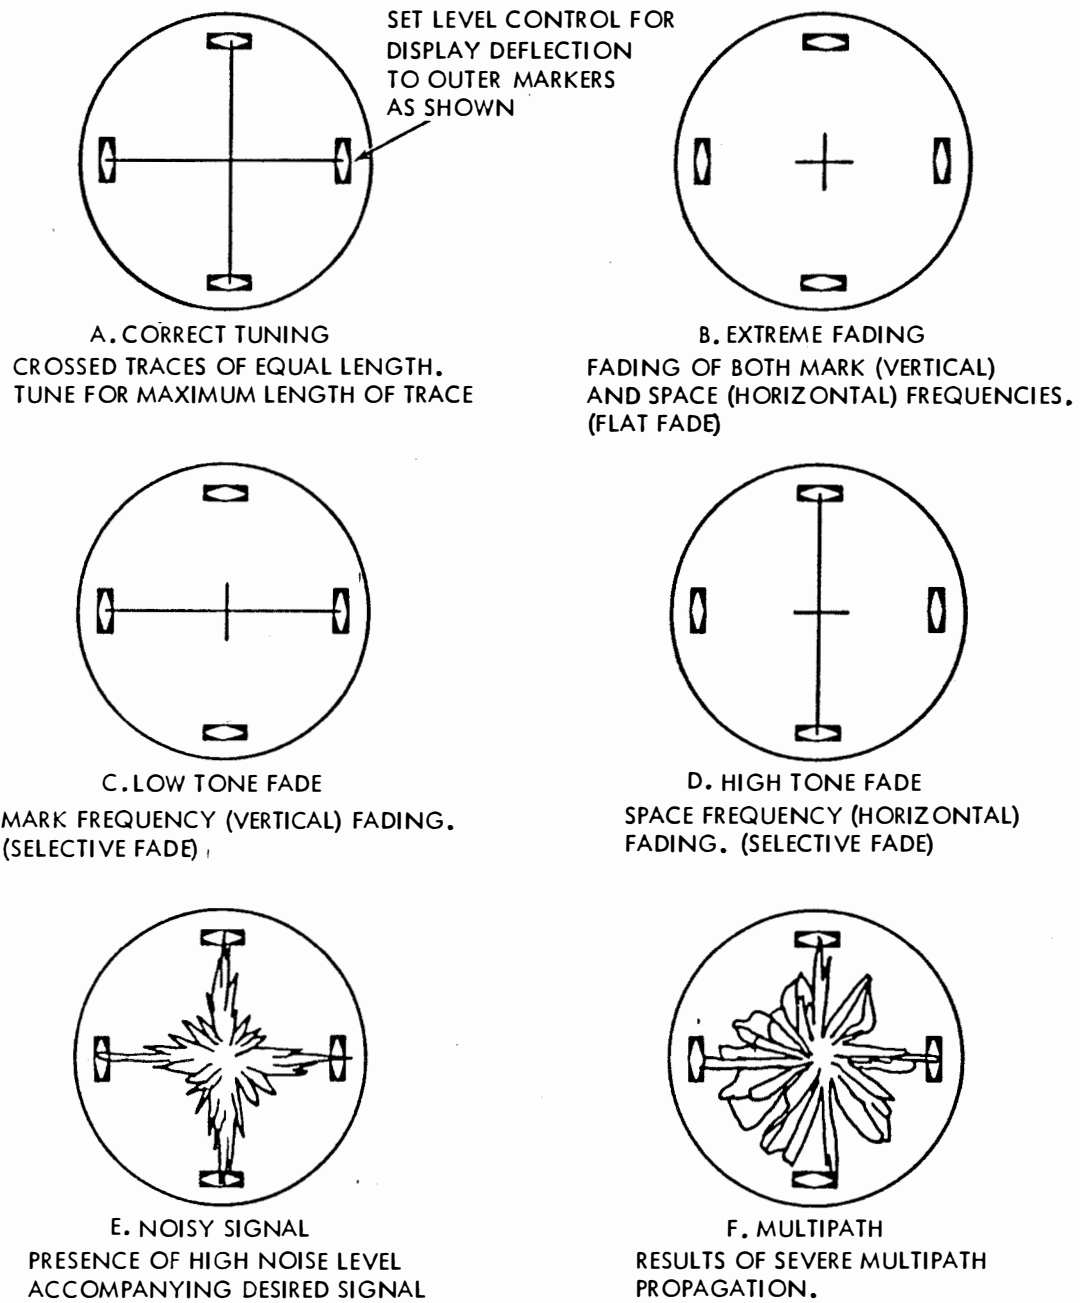 SET LEVEL CONTROL FOR
DISPLAY DEFLECTION
TO OUTER MARKERS
AS SHOWN
A. CORRECT TUNING
CROSSED TRACES OF EQUAL LENGTH.
TUNE FOR MAXIMUM LENGTH OF TRACE
B. EXTREME FADING
FADING OF BOTH MARK (VERTICAL)
AND SPACE (HORIZONTAL) FREQUENCIES.
(FLAT FADE)
C. LOW TONE FADE
MARK FREQUENCY (VERTICAL) FADING.
(SELECTIVE FADE)
D. HIGH TONE FADE
SPACE FREQUENCY (HORIZONTAL)
FADING. (SELECTIVE FADE)
E. NOISY SIGNAL
PRESENCE OF HIGH NOISE LEVEL
ACCOMPANYING DESIRED SIGNAL
F. MULTIPATH
RESULTS OF SEVERE MULTIPATH
PROPAGATION.